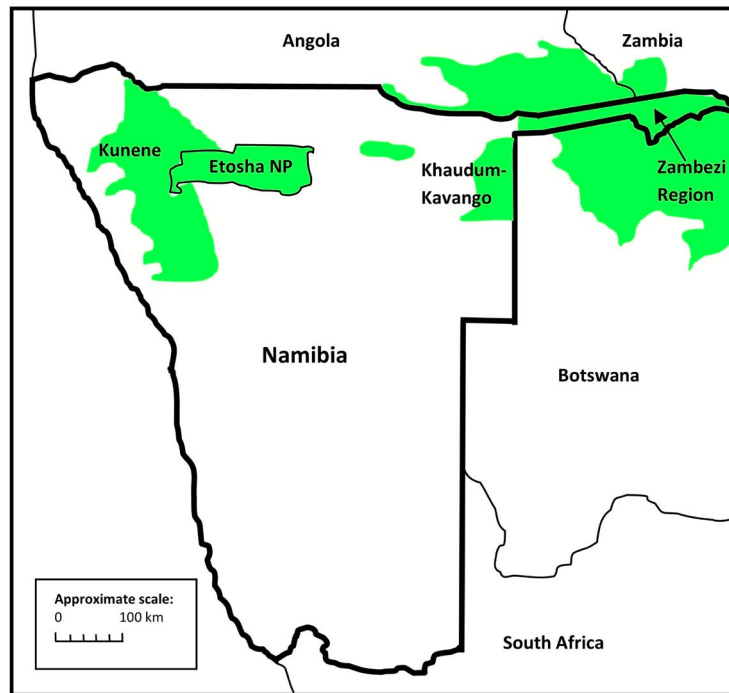 Angola
Zambia
Kunene
Etosha NP
Khaudum-
Kavango
Zambezi
Region
Namibia
Botswana
Approximate scale:
0 100 km
South Africa